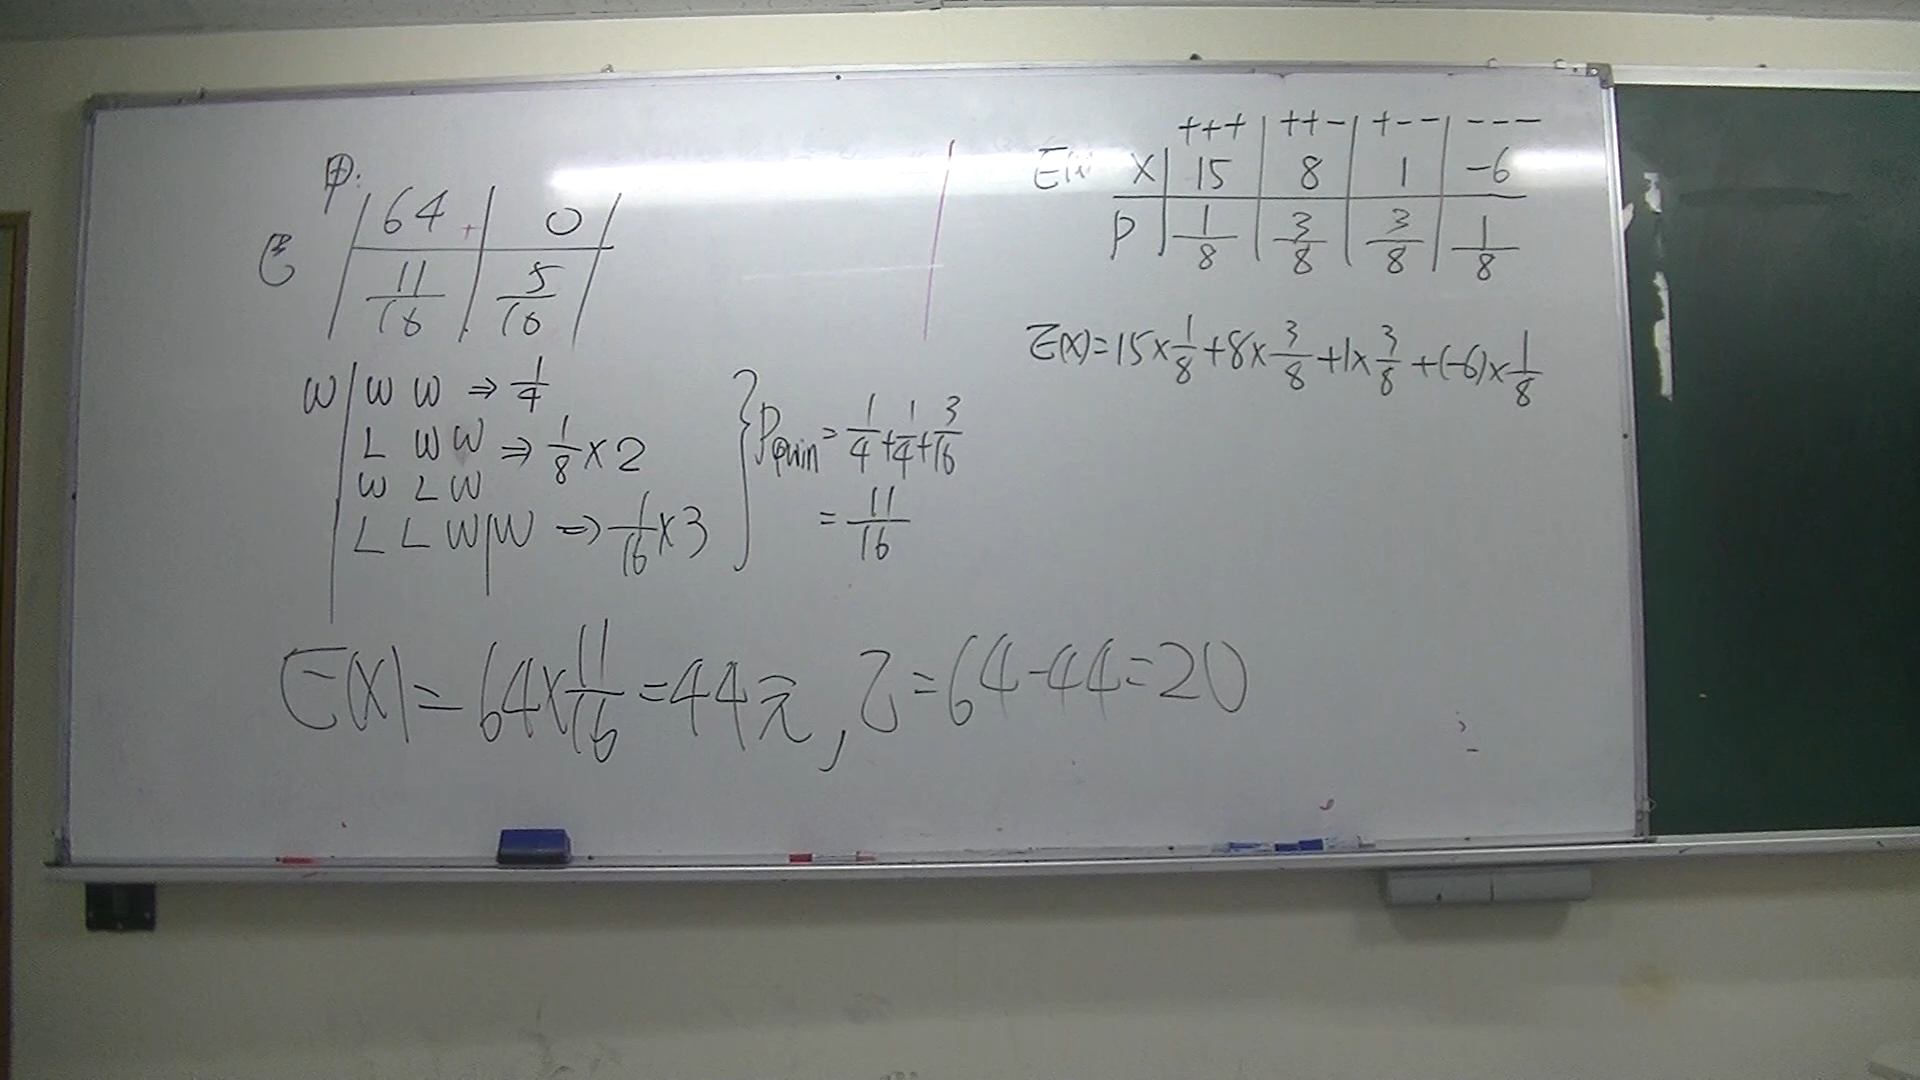 甲:
64 | 0
11/16 | 5/16
W | W W ⇒ 1/4
L W W ⇒ 1/8 × 2
W L W
L L W | W ⇒ 1/16 × 3
} P甲win = 1/4 + 1/4 + 3/16
= 11/16
E(X) = 64 × 11/16 = 44元, 乙 = 64 - 44 = 20
+++ | ++- | +-- | ---
X | 15 | 8 | 1 | -6
P | 1/8 | 3/8 | 3/8 | 1/8
E(X) = 15 × 1/8 + 8 × 3/8 + 1 × 3/8 + (-6) × 1/8